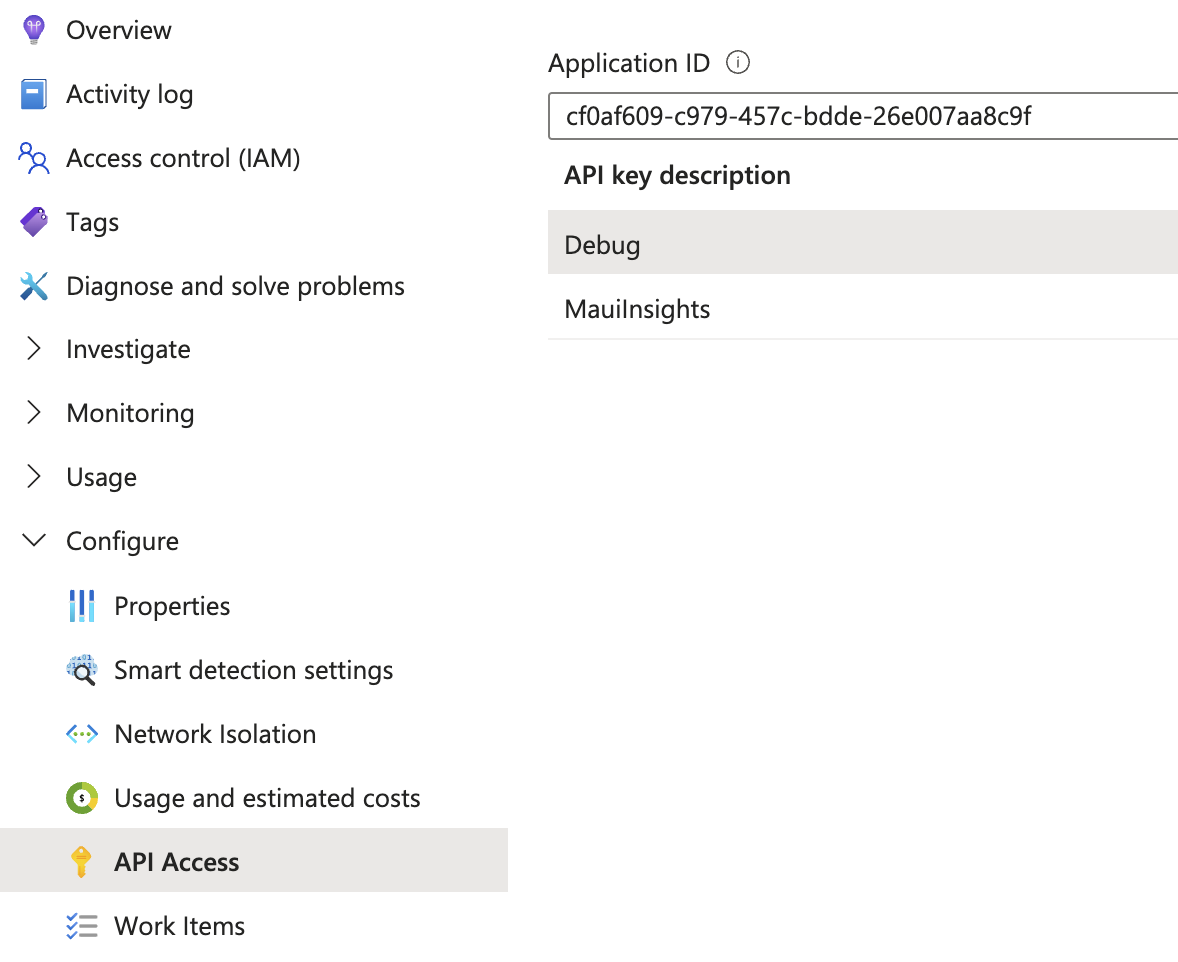 Overview
Activity log
Access control (IAM)
Tags
Diagnose and solve problems
Investigate
Monitoring
Usage
Configure
Properties
Smart detection settings
Network Isolation
Usage and estimated costs
API Access
Work Items
Application ID
cf0af609-c979-457c-bdde-26e007aa8c9f
API key description
Debug
MauiInsights